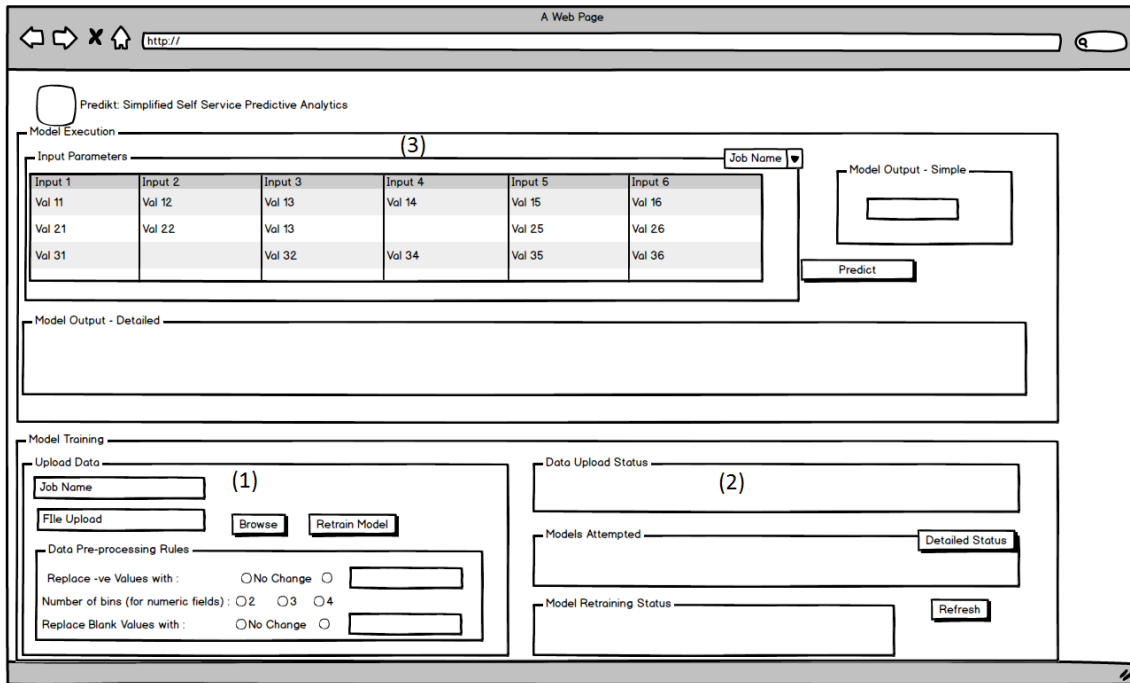 A Web Page
http://
Predikt: Simplified Self Service Predictive Analytics
Model Execution
(3)
Input Parameters
Job Name
Input 1 Input 2 Input 3 Input 4 Input 5 Input 6
Val 11 Val 12 Val 13 Val 14 Val 15 Val 16
Val 21 Val 22 Val 13 Val 25 Val 26
Val 31 Val 32 Val 34 Val 35 Val 36
Model Output - Simple
Predict
Model Output - Detailed
Model Training
Upload Data
(1)
Job Name
FIle Upload
Browse
Retrain Model
Data Pre-processing Rules
Replace -ve Values with : No Change
Number of bins (for numeric fields) : 2 3 4
Replace Blank Values with : No Change
Data Upload Status
(2)
Models Attempted
Detailed Status
Model Retraining Status
Refresh